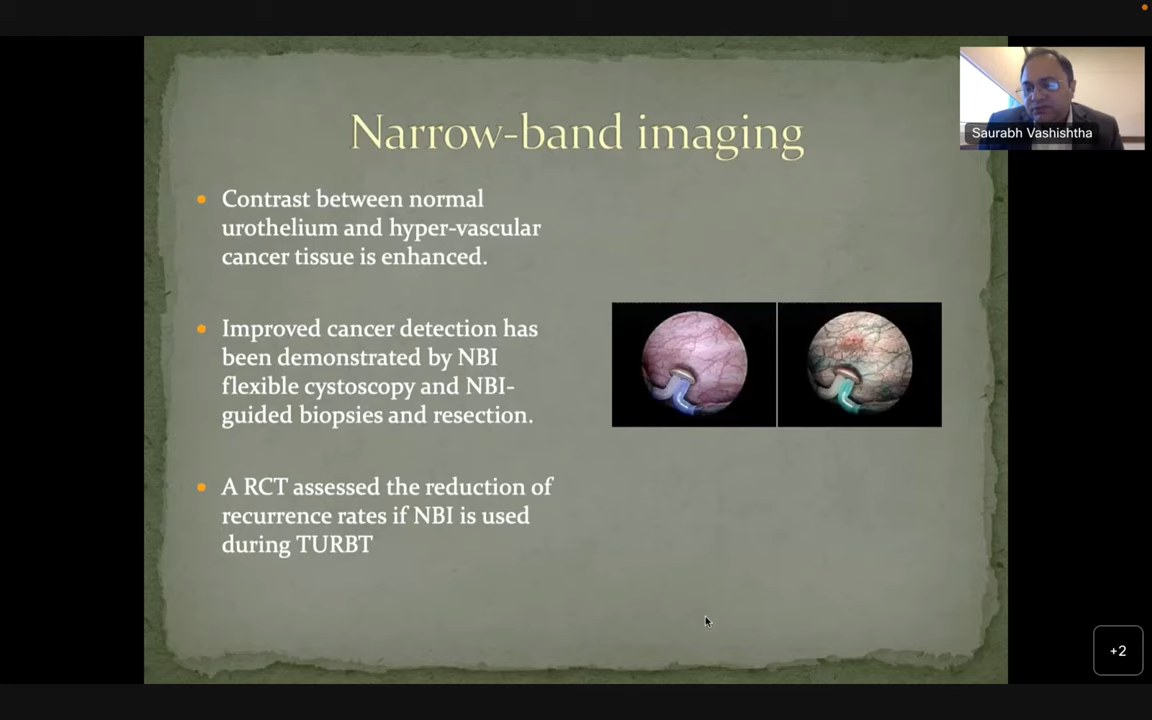 Narrow-band imaging
Saurabh Vashishtha
Contrast between normal
urothelium and hyper-vascular
cancer tissue is enhanced.
Improved cancer detection has
been demonstrated by NBI
flexible cystoscopy and NBI-
guided biopsies and resection.
A RCT assessed the reduction of
recurrence rates if NBI is used
during TURBT
+2